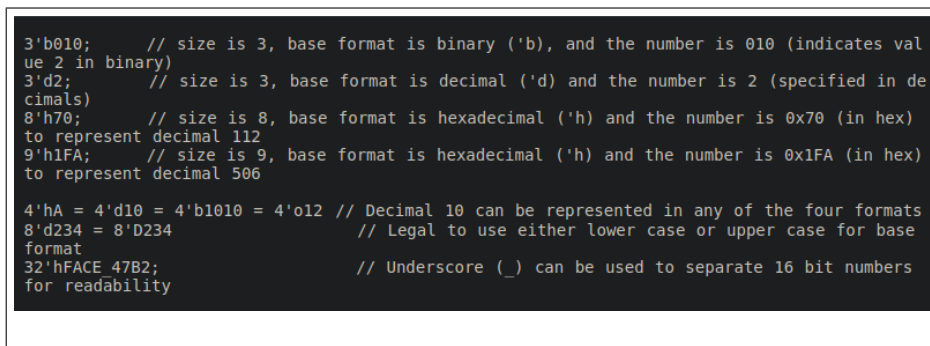 3'b010;      // size is 3, base format is binary ('b), and the number is 010 (indicates val
ue 2 in binary)
3'd2;        // size is 3, base format is decimal ('d) and the number is 2 (specified in de
cimals)
8'h70;       // size is 8, base format is hexadecimal ('h) and the number is 0x70 (in hex)
to represent decimal 112
9'h1FA;      // size is 9, base format is hexadecimal ('h) and the number is 0x1FA (in hex)
to represent decimal 506
4'hA = 4'd10 = 4'b1010 = 4'o12 // Decimal 10 can be represented in any of the four formats
8'd234 = 8'D234                   // Legal to use either lower case or upper case for base
format
32'hFACE_47B2;                    // Underscore (_) can be used to separate 16 bit numbers
for readability